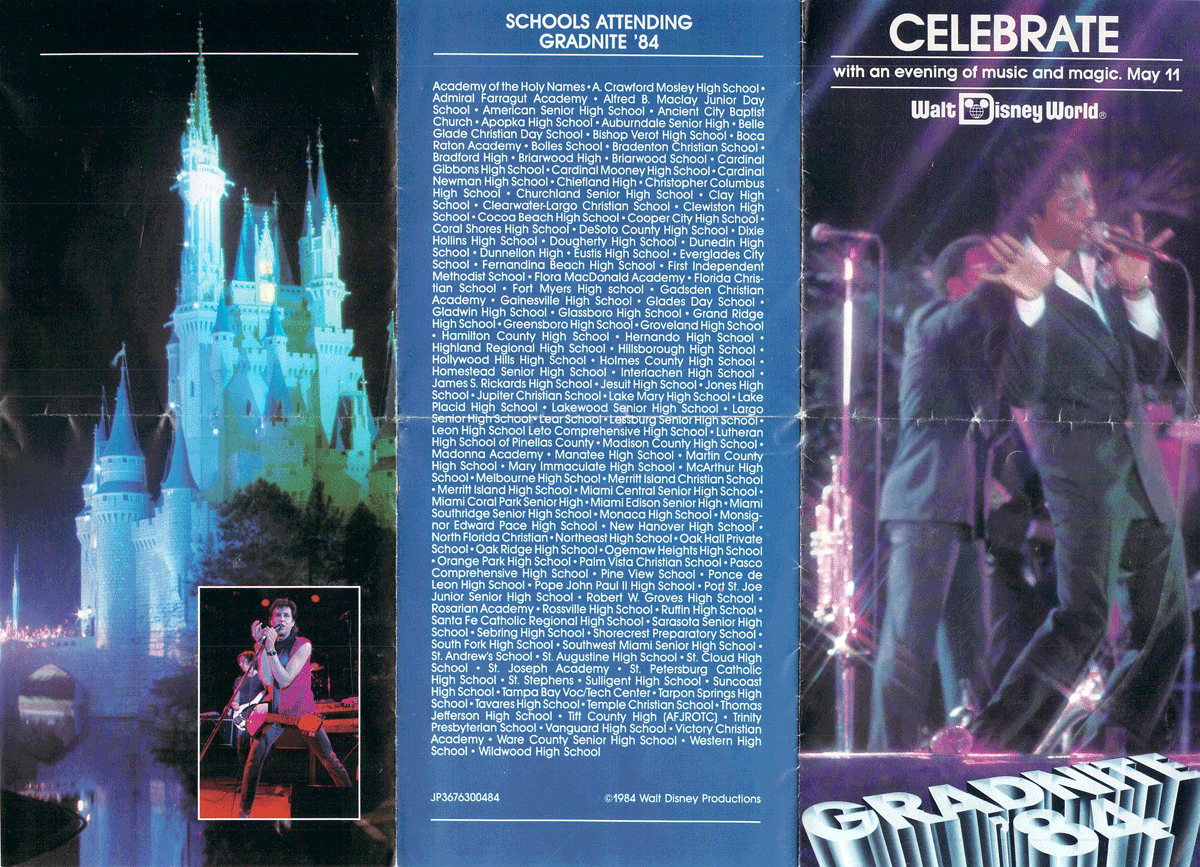 SCHOOLS ATTENDING
GRADNITE '84
Academy of the Holy Names • A. Crawford Mosley High School •
Admiral Farragut Academy • Alfred B. Maclay Junior Day
School • American Senior High School • Ancient City Baptist
Church • Apopka High School • Auburndale Senior High • Belle
Glade Christian Day School • Bishop Verot High School • Boca
Raton Academy • Bolles School • Bradenton Christian School •
Bradford High • Briarwood High • Briarwood School • Cardinal
Gibbons High School • Cardinal Mooney High School • Cardinal
Newman High School • Chiefland High • Christopher Columbus
High School • Churchland Senior High School • Clay High
School • Clearwater-Largo Christian School • Clewiston High
School • Cocoa Beach High School • Cooper City High School •
Coral Shores High School • DeSoto County High School • Dixie
Hollins High School • Dougherty High School • Dunedin High
School • Dunnellon High • Eustis High School • Everglades City
School • Fernandina Beach High School • First Independent
Methodist School • Flora MacDonald Academy • Florida Chris-
tian School • Fort Myers High school • Gadsden Christian
Academy • Gainesville High School • Glades Day School •
Gladwin High School • Glassboro High School • Grand Ridge
High School • Greensboro High School • Groveland High School
• Hamilton County High School • Hernando High School •
Highland Regional High School • Hillsborough High School •
Hollywood Hills High School • Holmes County High School •
Homestead Senior High School • Interlachen High School •
James S. Rickards High School • Jesuit High School • Jones High
School • Jupiter Christian School • Lake Mary High School • Lake
Placid High School • Lakewood Senior High School • Largo
Senior High School • Lear School • Lessburg Senior High School •
Leon High School Leto Comprehensive High School • Lutheran
High School of Pinellas County • Madison County High School •
Madonna Academy • Manatee High School • Martin County
High School • Mary Immaculate High School • McArthur High
School • Melbourne High School • Merritt Island Christian School
• Merritt Island High School • Miami Central Senior High School •
Miami Coral Park Senior High • Miami Edison Senior High • Miami
Southridge Senior High School • Monaca High School • Monsig-
nor Edward Pace High School • New Hanover High School •
North Florida Christian • Northeast High School • Oak Hall Private
School • Oak Ridge High School • Ogemaw Heights High School
• Orange Park High School • Palm Vista Christian School • Pasco
Comprehensive High School • Pine View School • Ponce de
Leon High School • Pope John Paul II High School • Port St. Joe
Junior Senior High School • Robert W. Groves High School •
Rosarian Academy • Rossville High School • Ruffin High School •
Santa Fe Catholic Regional High School • Sarasota Senior High
School • Sebring High School • Shorecrest Preparatory School •
South Fork High School • Southwest Miami Senior High School •
St. Andrew's School • St. Augustine High School • St. Cloud High
School • St. Joseph Academy • St. Petersburg Catholic
High School • St. Stephens • Sulligent High School • Suncoast
High School • Tampa Bay Voc/Tech Center • Tarpon Springs High
School • Tavares High School • Temple Christian School • Thomas
Jefferson High School • Tift County High (AFJROTC) • Trinity
Presbyterian School • Vanguard High School • Victory Christian
Academy • Ware County Senior High School • Western High
School • Wildwood High School
JP3676300484 ©1984 Walt Disney Productions
CELEBRATE
with an evening of music and magic. May 11
Walt Disney World®
GRADNITE
'84